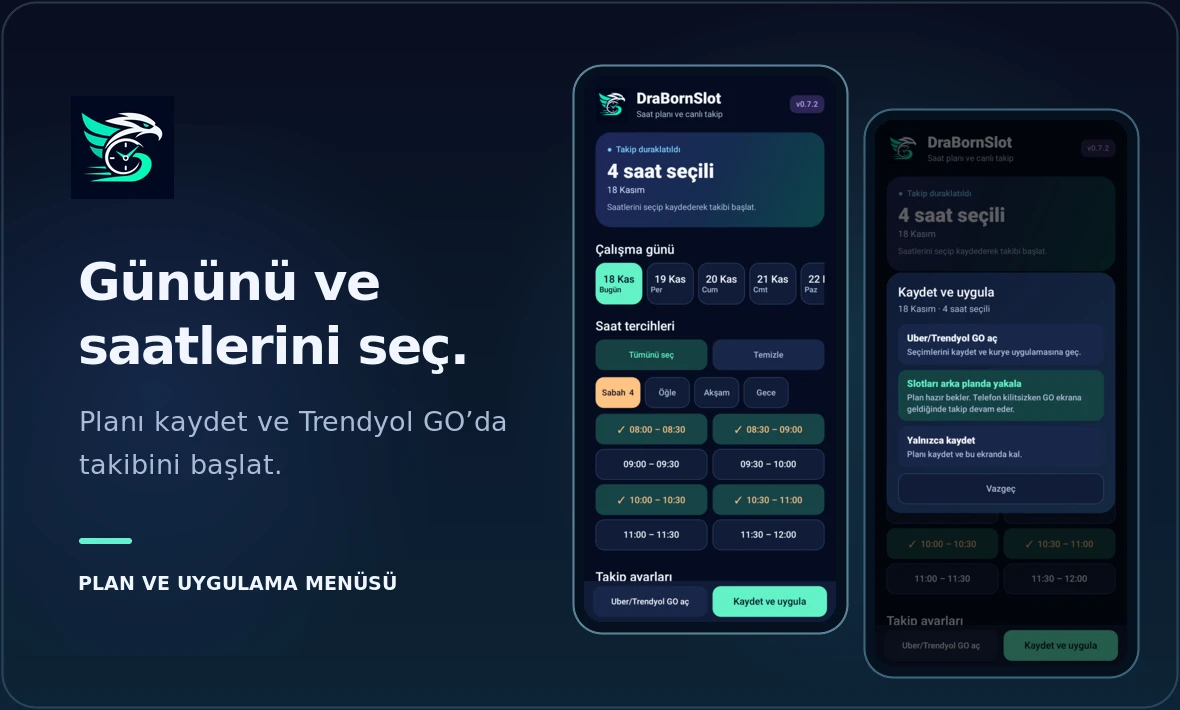 Gününü ve
saatlerini seç.
Planı kaydet ve Trendyol GO’da
takibini başlat.
PLAN VE UYGULAMA MENÜSÜ
DraBornSlot
Saat planı ve canlı takip
v0.7.2
Takip duraklatıldı
4 saat seçili
18 Kasım
Saatlerini seçip kaydederek takibi başlat.
Çalışma günü
18 Kas 19 Kas 20 Kas 21 Kas 22
Bugün Per Cum Cmt Paz
Saat tercihleri
Tümünü seç Temizle
Sabah 4 Öğle Akşam Gece
✓ 08:00 – 08:30 ✓ 08:30 – 09:00
09:00 – 09:30 09:30 – 10:00
✓ 10:00 – 10:30 ✓ 10:30 – 11:00
11:00 – 11:30 11:30 – 12:00
Takip ayarları
Uber/Trendyol GO aç Kaydet ve uygula
DraBornSlot
Saat planı ve canlı takip
v0.7.2
Takip duraklatıldı
4 saat seçili
18 Kasım
Saatlerini seçip kaydederek takibi başlat.
Kaydet ve uygula
18 Kasım · 4 saat seçili
Uber/Trendyol GO aç
Seçimlerini kaydet ve kurye uygulamasına geç.
Slotları arka planda yakala
Plan hazır bekler. Telefon kilitsizken GO ekrana
geldiğinde takip devam eder.
Yalnızca kaydet
Planı kaydet ve bu ekranda kal.
Vazgeç
✓ 10:00 – 10:30 ✓ 10:30 – 11:00
11:00 – 11:30 11:30 – 12:00
Takip ayarları
Uber/Trendyol GO aç Kaydet ve uygula